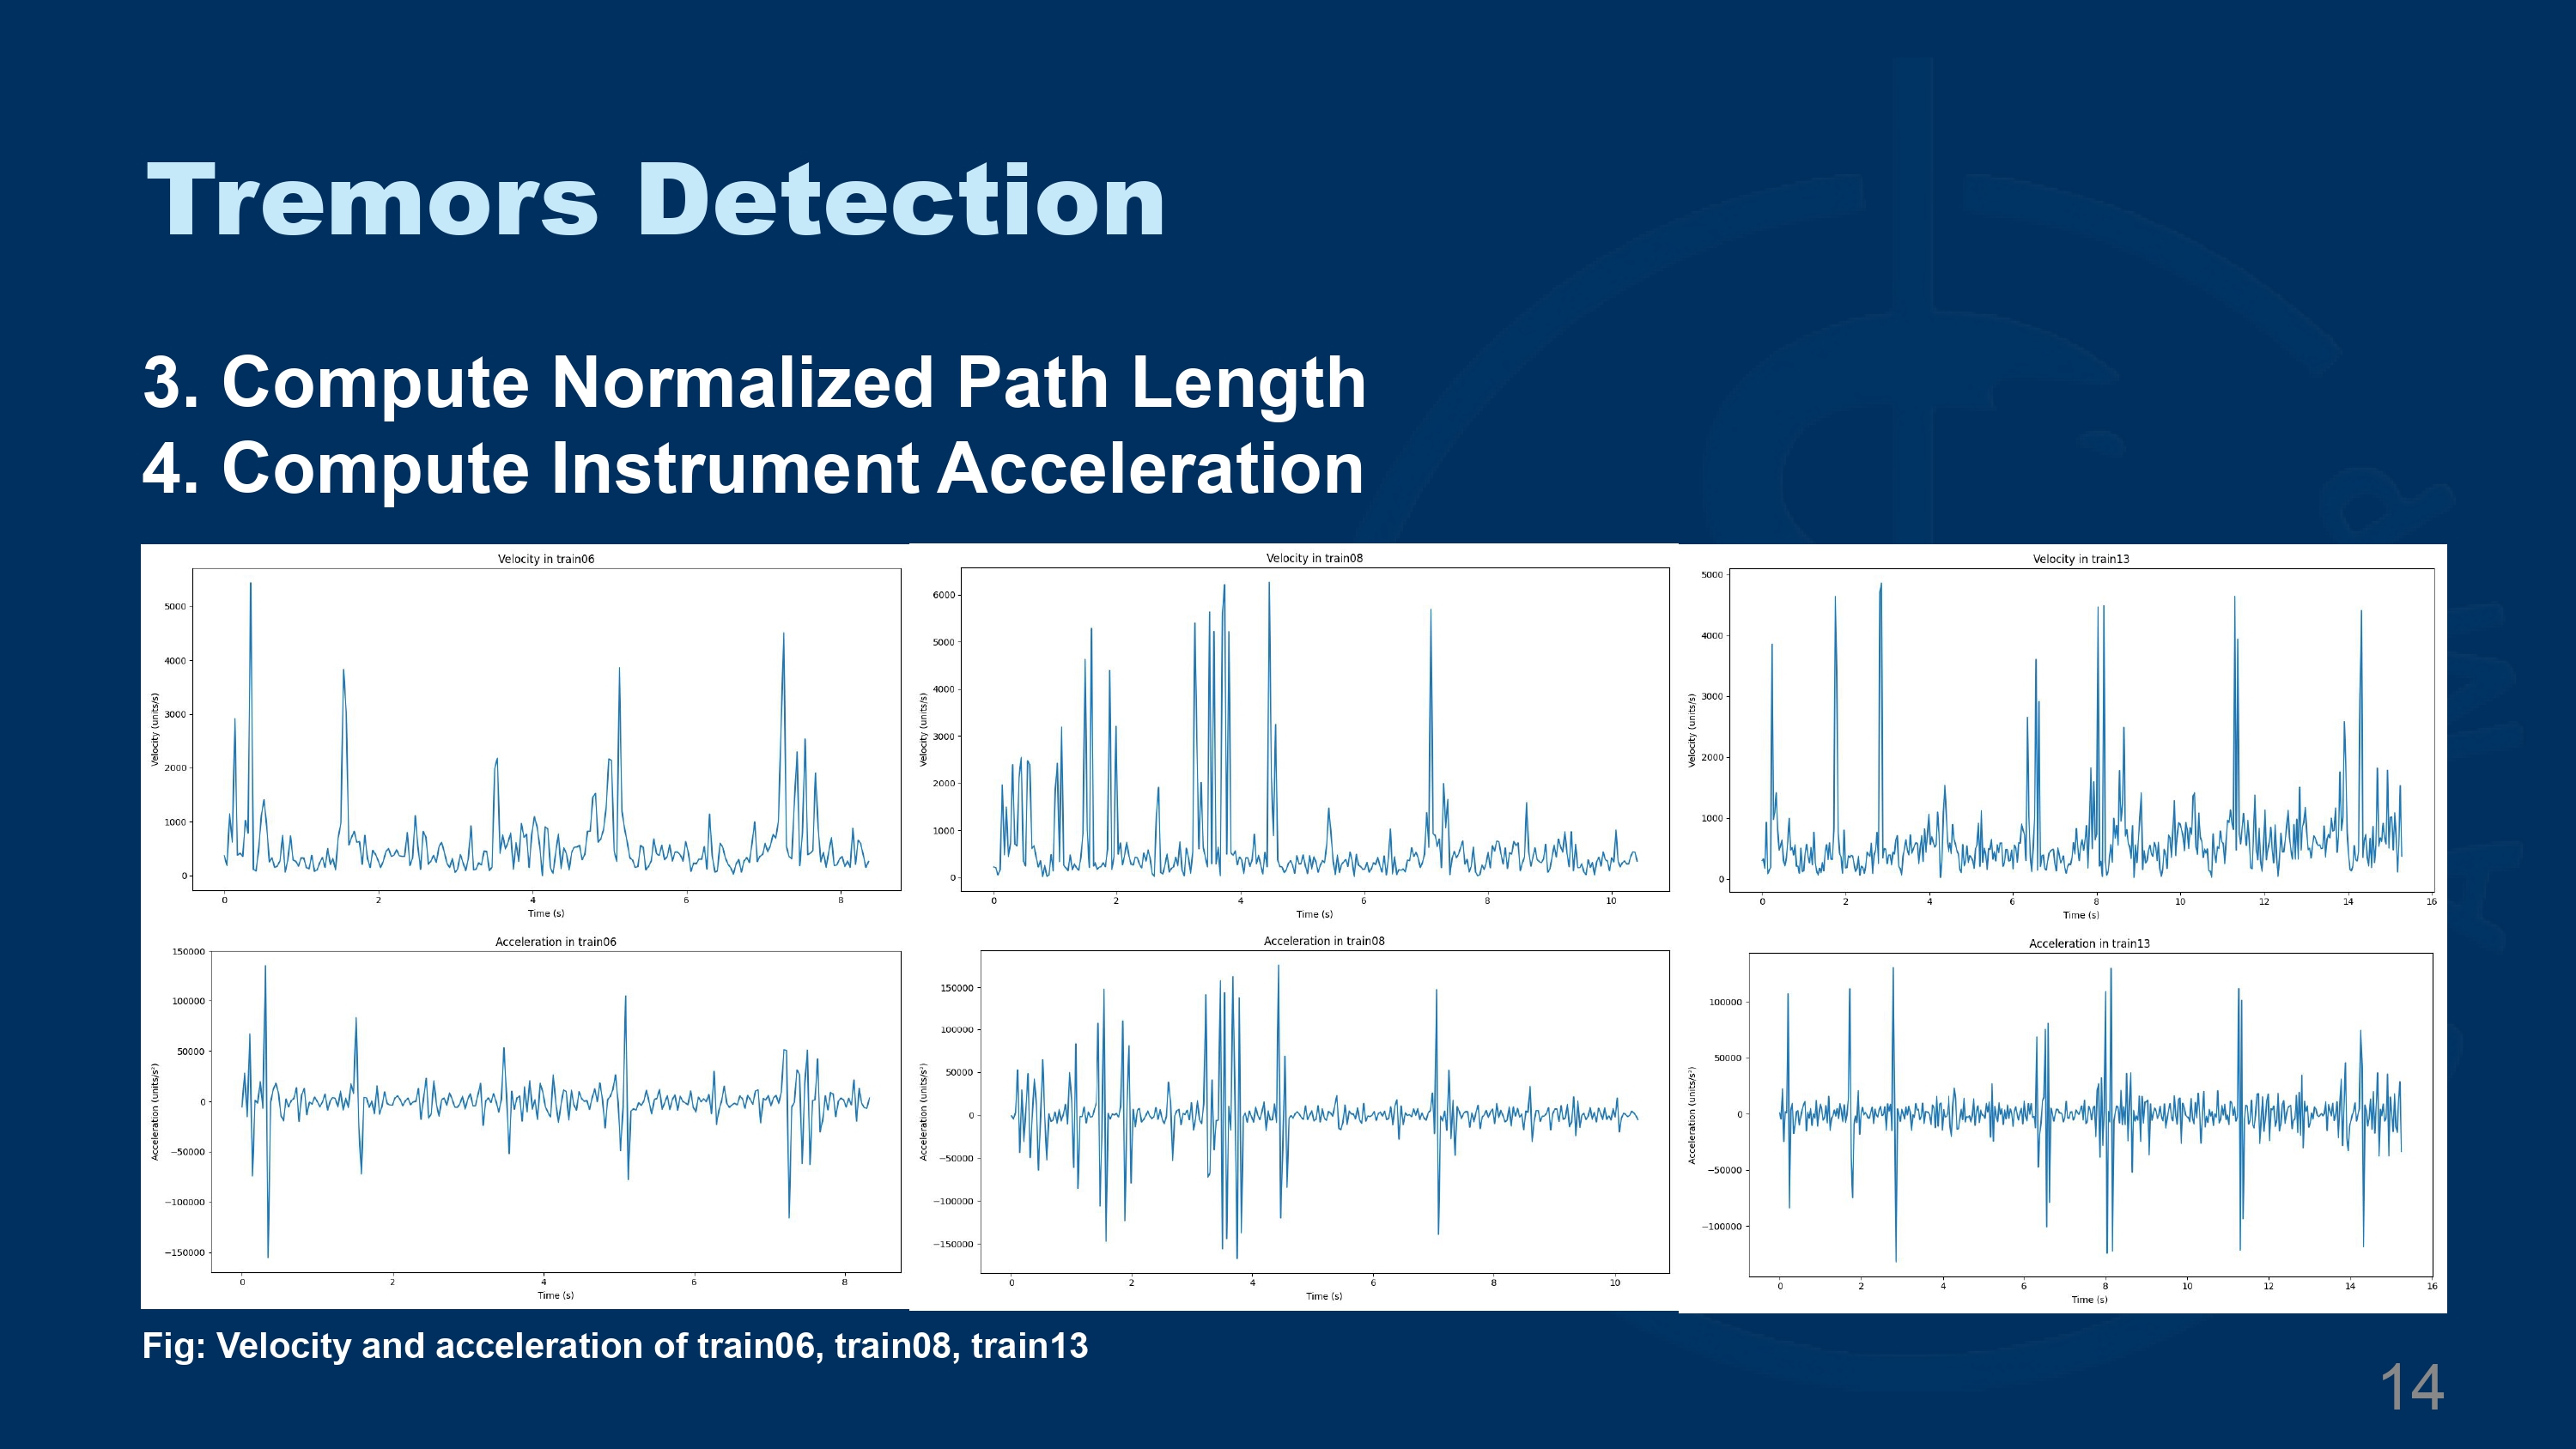 Tremors Detection
3. Compute Normalized Path Length
4. Compute Instrument Acceleration
Velocity in train06
5000
4000
3000
2000
1000
0
Velocity (units/s)
0 2 4 6 8
Time (s)
Velocity in train08
6000
5000
4000
3000
2000
1000
0
Velocity (units/s)
0 2 4 6 8 10
Time (s)
Velocity in train13
5000
4000
3000
2000
1000
0
Velocity (units/s)
0 2 4 6 8 10 12 14 16
Time (s)
Acceleration in train06
150000
100000
50000
0
−50000
−100000
−150000
Acceleration (units/s²)
0 2 4 6 8
Time (s)
Acceleration in train08
150000
100000
50000
0
−50000
−100000
−150000
Acceleration (units/s²)
0 2 4 6 8 10
Time (s)
Acceleration in train13
100000
50000
0
−50000
−100000
Acceleration (units/s²)
0 2 4 6 8 10 12 14 16
Time (s)
Fig: Velocity and acceleration of train06, train08, train13
14